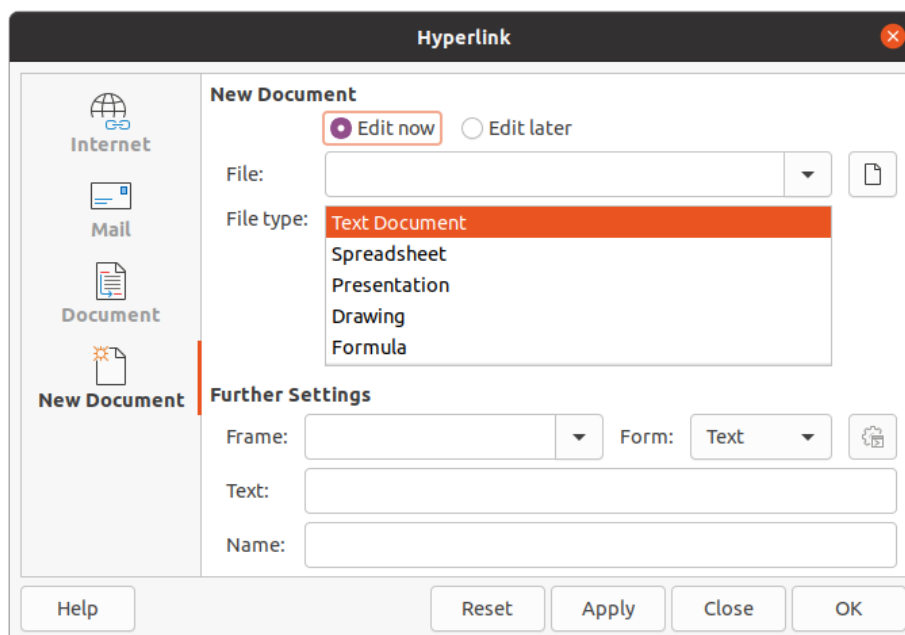 Hyperlink
Internet
Mail
Document
New Document
New Document
Edit now Edit later
File:
File type:
Text Document
Spreadsheet
Presentation
Drawing
Formula
Further Settings
Frame: Form: Text
Text:
Name:
Help Reset Apply Close OK